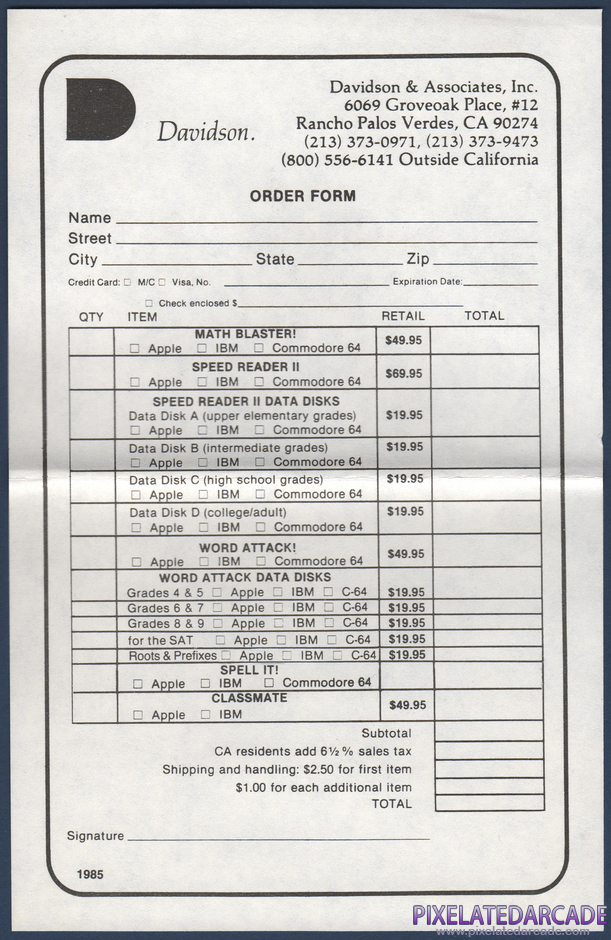 Davidson & Associates, Inc.
6069 Groveoak Place, #12
Rancho Palos Verdes, CA 90274
(213) 373-0971, (213) 373-9473
(800) 556-6141 Outside California
Davidson.
ORDER FORM
Name
Street
City State Zip
Credit Card: □ M/C □ Visa, No. Expiration Date:
□ Check enclosed $
QTY ITEM RETAIL TOTAL
MATH BLASTER!
□ Apple □ IBM □ Commodore 64 $49.95
SPEED READER II
□ Apple □ IBM □ Commodore 64 $69.95
SPEED READER II DATA DISKS
Data Disk A (upper elementary grades) $19.95
□ Apple □ IBM □ Commodore 64
Data Disk B (intermediate grades) $19.95
□ Apple □ IBM □ Commodore 64
Data Disk C (high school grades) $19.95
□ Apple □ IBM □ Commodore 64
Data Disk D (college/adult) $19.95
□ Apple □ IBM □ Commodore 64
WORD ATTACK!
□ Apple □ IBM □ Commodore 64 $49.95
WORD ATTACK DATA DISKS
Grades 4 & 5 □ Apple □ IBM □ C-64 $19.95
Grades 6 & 7 □ Apple □ IBM □ C-64 $19.95
Grades 8 & 9 □ Apple □ IBM □ C-64 $19.95
for the SAT □ Apple □ IBM □ C-64 $19.95
Roots & Prefixes □ Apple □ IBM □ C-64 $19.95
SPELL IT!
□ Apple □ IBM □ Commodore 64
CLASSMATE
□ Apple □ IBM $49.95
Subtotal
CA residents add 6½% sales tax
Shipping and handling: $2.50 for first item
$1.00 for each additional item
TOTAL
Signature
1985
PIXELATEDARCADE
www.pixelatedarcade.com